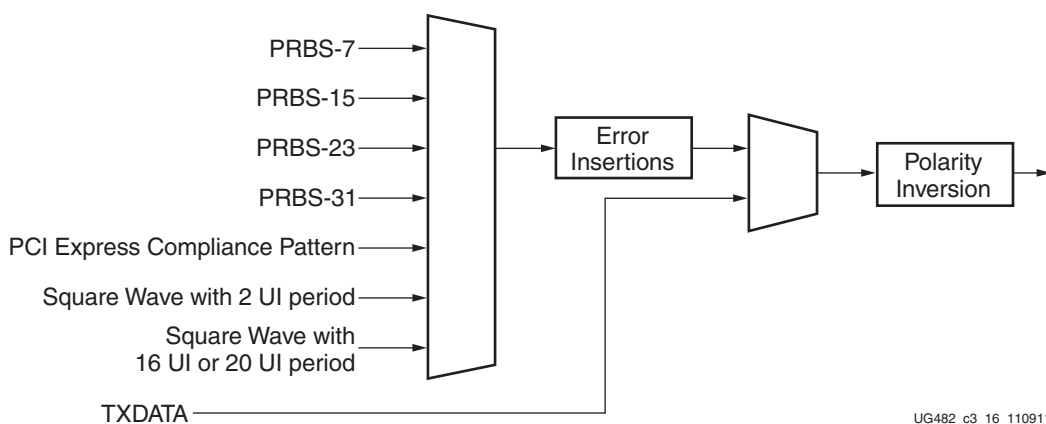 PRBS-7
PRBS-15
PRBS-23
PRBS-31
PCI Express Compliance Pattern
Square Wave with 2 UI period
Square Wave with
16 UI or 20 UI period
TXDATA
Error
Insertions
Polarity
Inversion
UG482_c3_16_110911